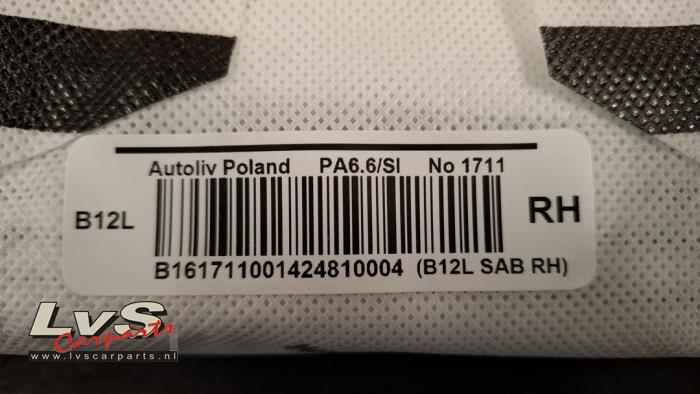 Autoliv Poland PA6.6/SI No 1711
B12L
RH
B161711001424810004 (B12L SAB RH)
LvS
Carparts
www.lvscarparts.nl